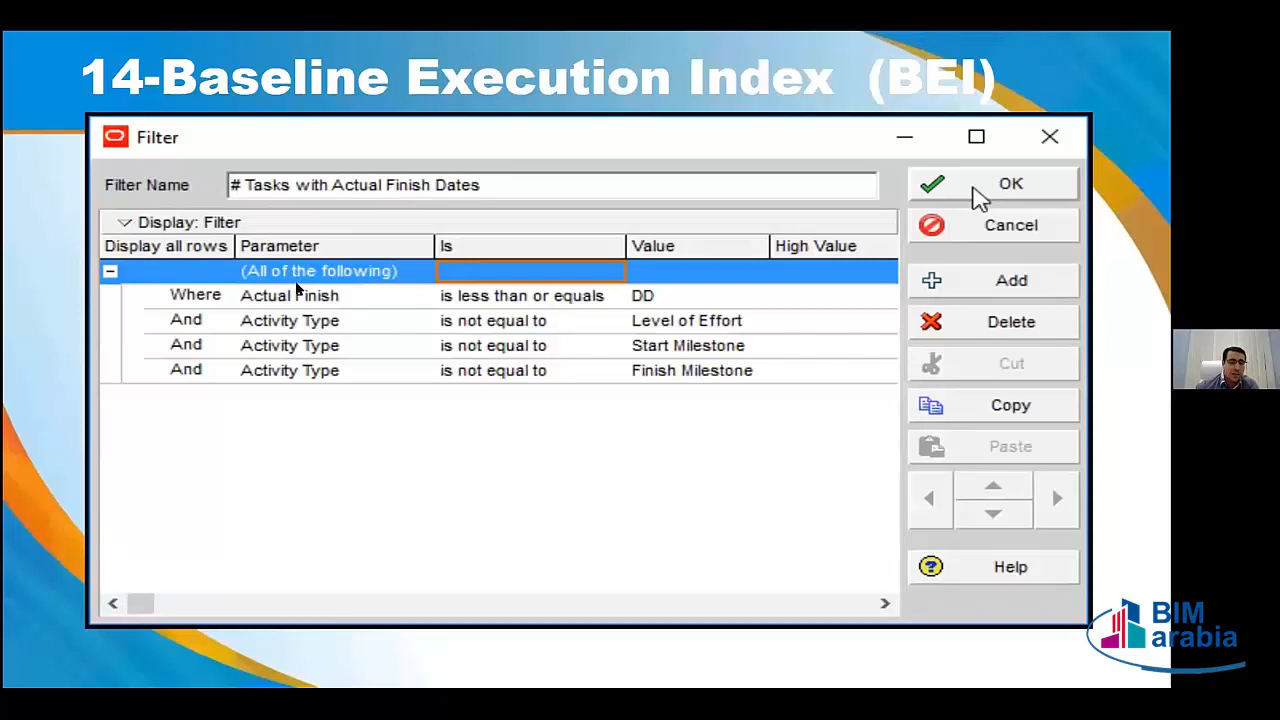 14-Baseline Execution Index (BEI)
Filter
Filter Name # Tasks with Actual Finish Dates
Display: Filter
Display all rows Parameter Is Value High Value
(All of the following)
Where Actual Finish is less than or equals DD
And Activity Type is not equal to Level of Effort
And Activity Type is not equal to Start Milestone
And Activity Type is not equal to Finish Milestone
OK
Cancel
Add
Delete
Cut
Copy
Paste
Help
BIM
arabia